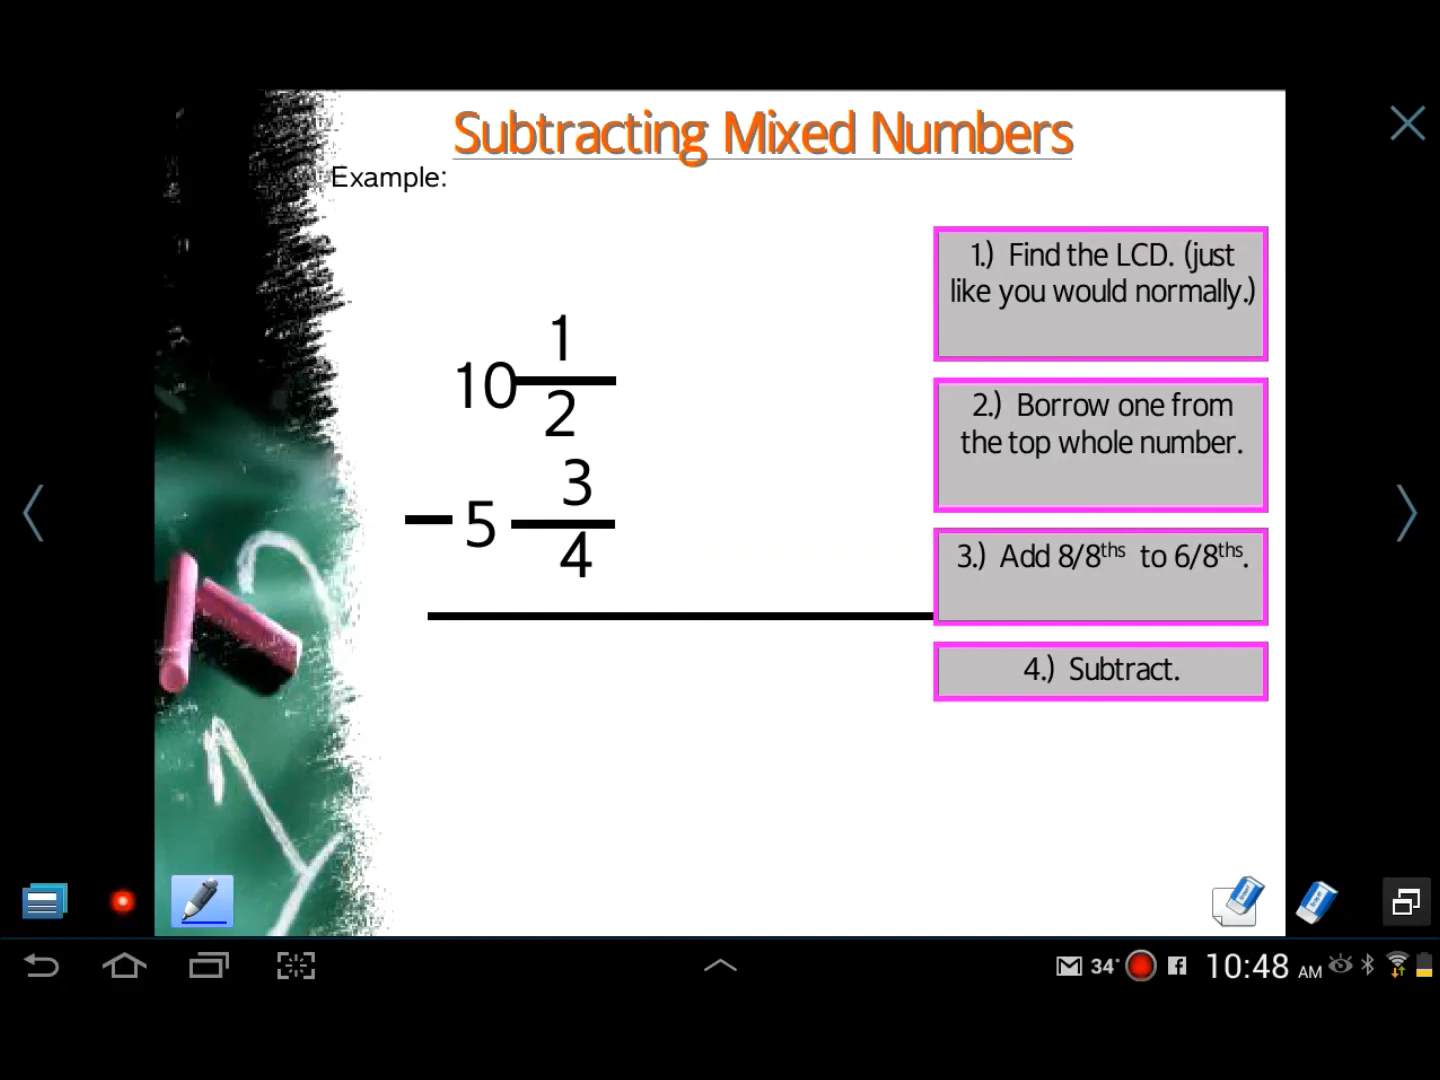 Subtracting Mixed Numbers
Example:
1.) Find the LCD. (just
like you would normally.)
10 1/2
2.) Borrow one from
the top whole number.
– 5 3/4
3.) Add 8/8ths to 6/8ths.
4.) Subtract.
34° 10:48 AM